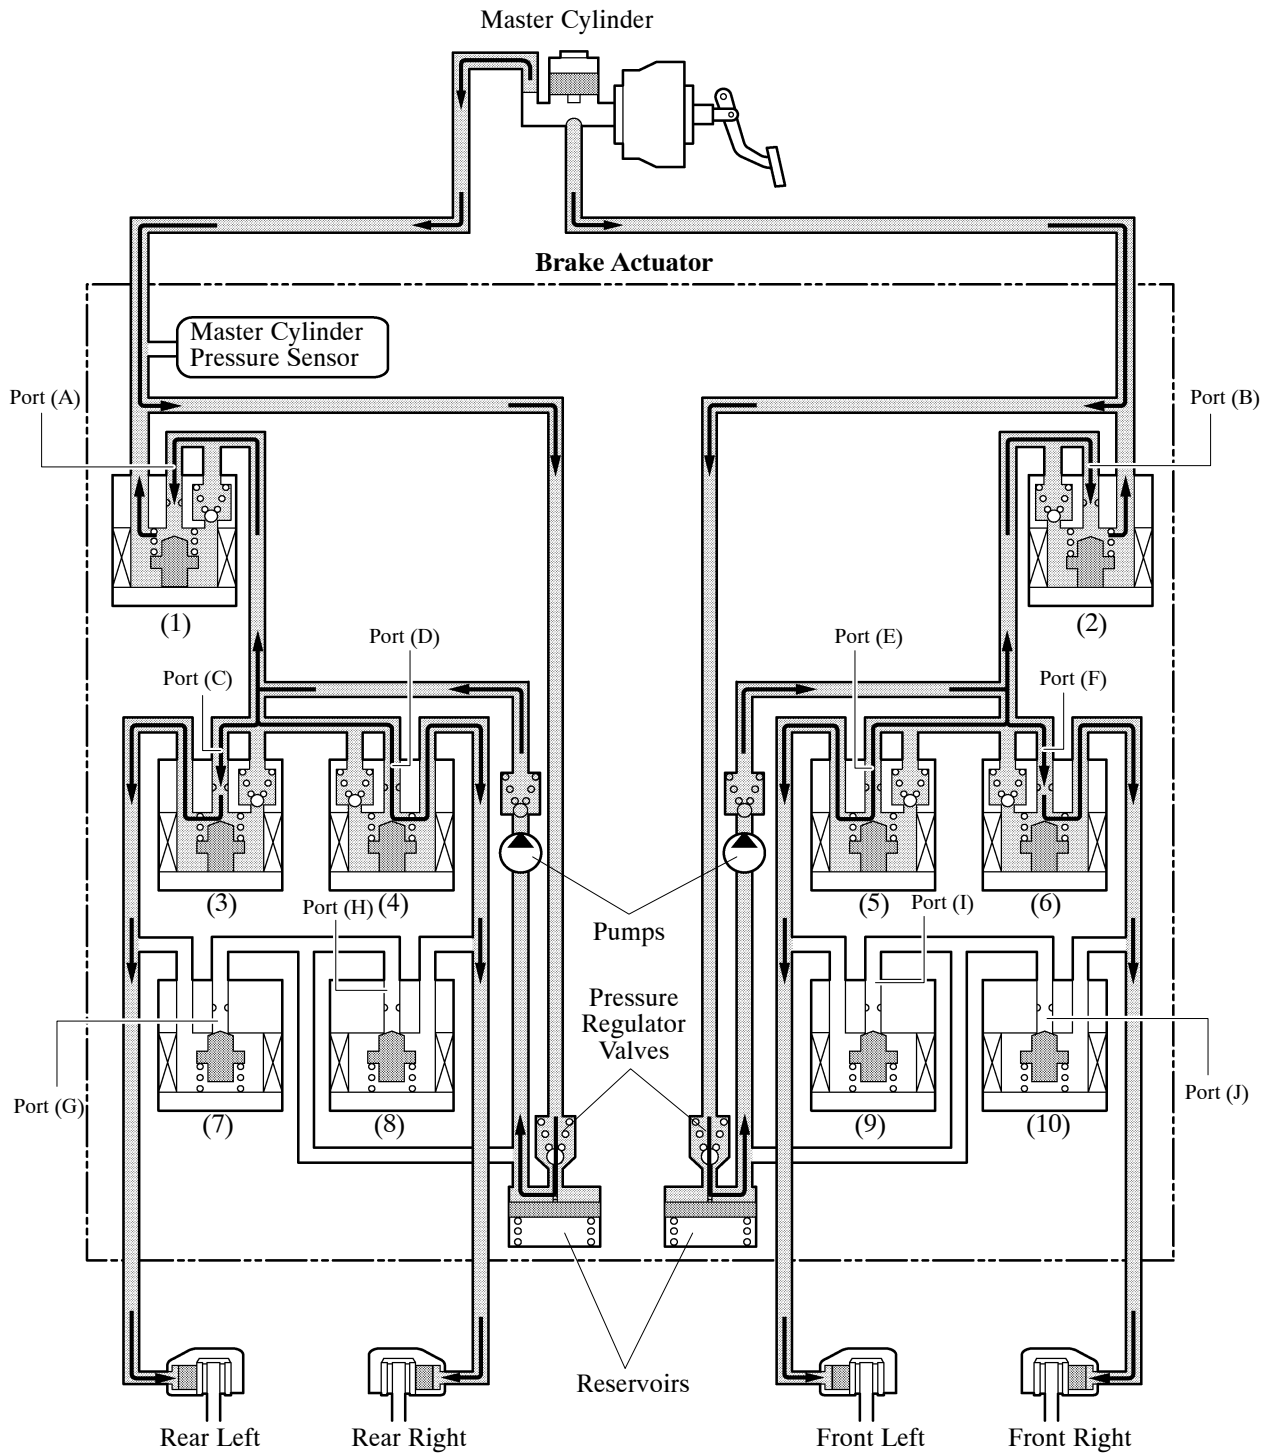 Master Cylinder
Brake Actuator
Master Cylinder
Pressure Sensor
Port (A)
Port (B)
(1)
(2)
Port (D)
Port (E)
Port (C)
Port (F)
(3)
(4)
(5)
(6)
Port (H)
Port (I)
Pumps
Pressure
Regulator
Valves
Port (G)
Port (J)
(7)
(8)
(9)
(10)
Reservoirs
Rear Left
Rear Right
Front Left
Front Right